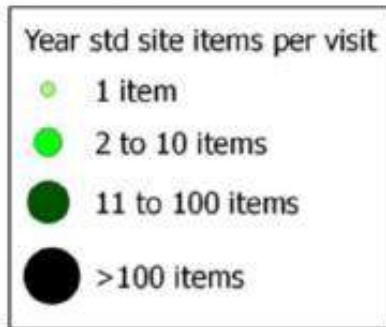 Year std site items per visit
1 item
2 to 10 items
11 to 100 items
>100 items